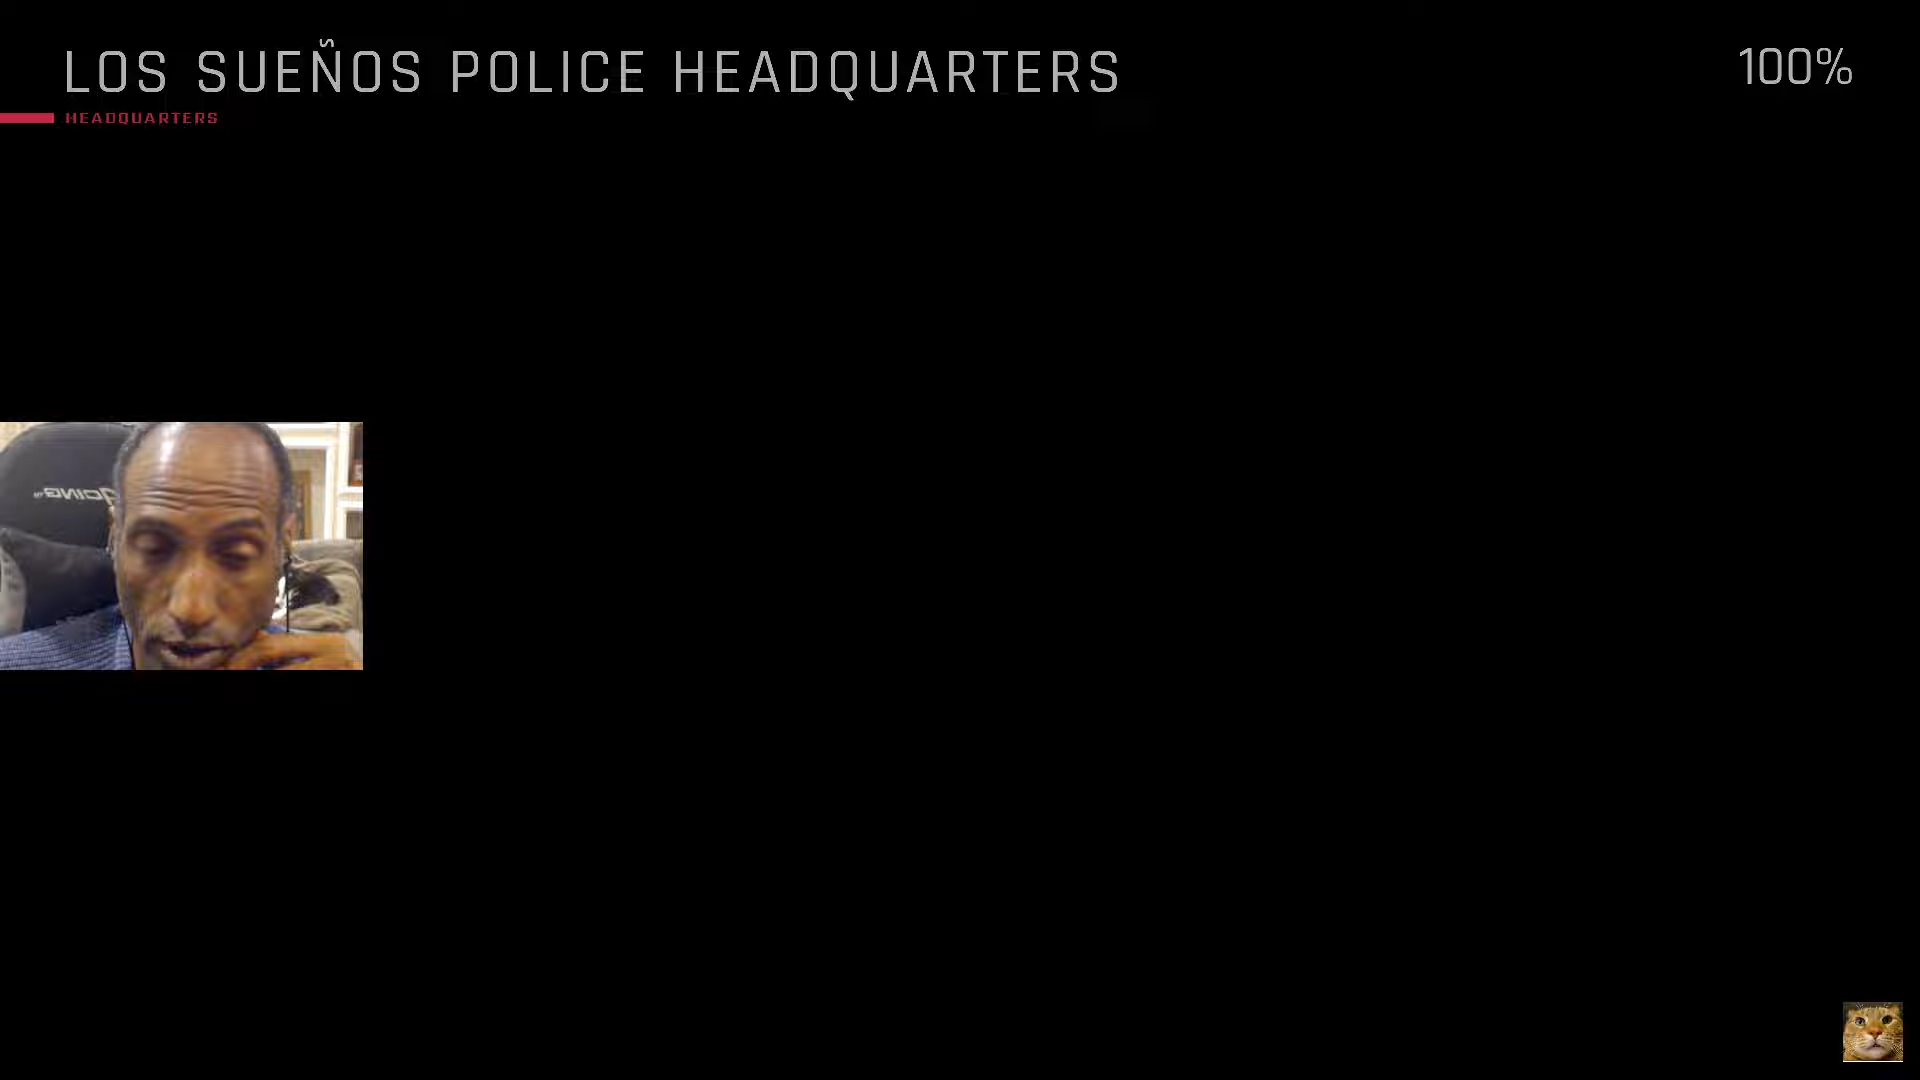 LOS SUEÑOS POLICE HEADQUARTERS
100%
HEADQUARTERS